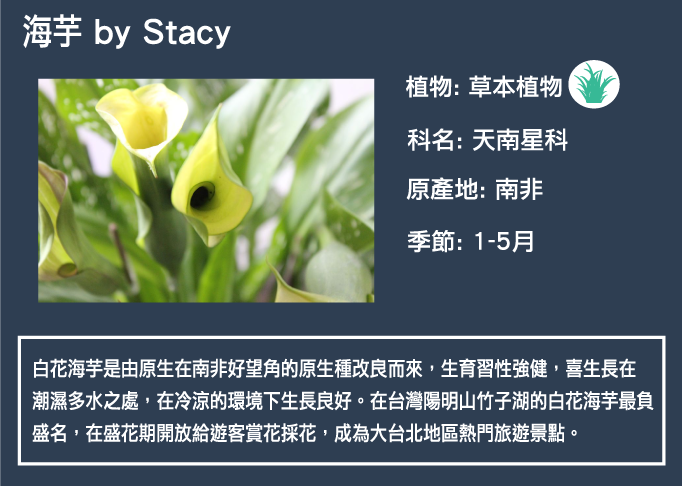 海芋 by Stacy
植物: 草本植物
科名: 天南星科
原產地: 南非
季節: 1-5月
白花海芋是由原生在南非好望角的原生種改良而來，生育習性強健，喜生長在
潮濕多水之處，在冷涼的環境下生長良好。在台灣陽明山竹子湖的白花海芋最負
盛名，在盛花期開放給遊客賞花採花，成為大台北地區熱門旅遊景點。